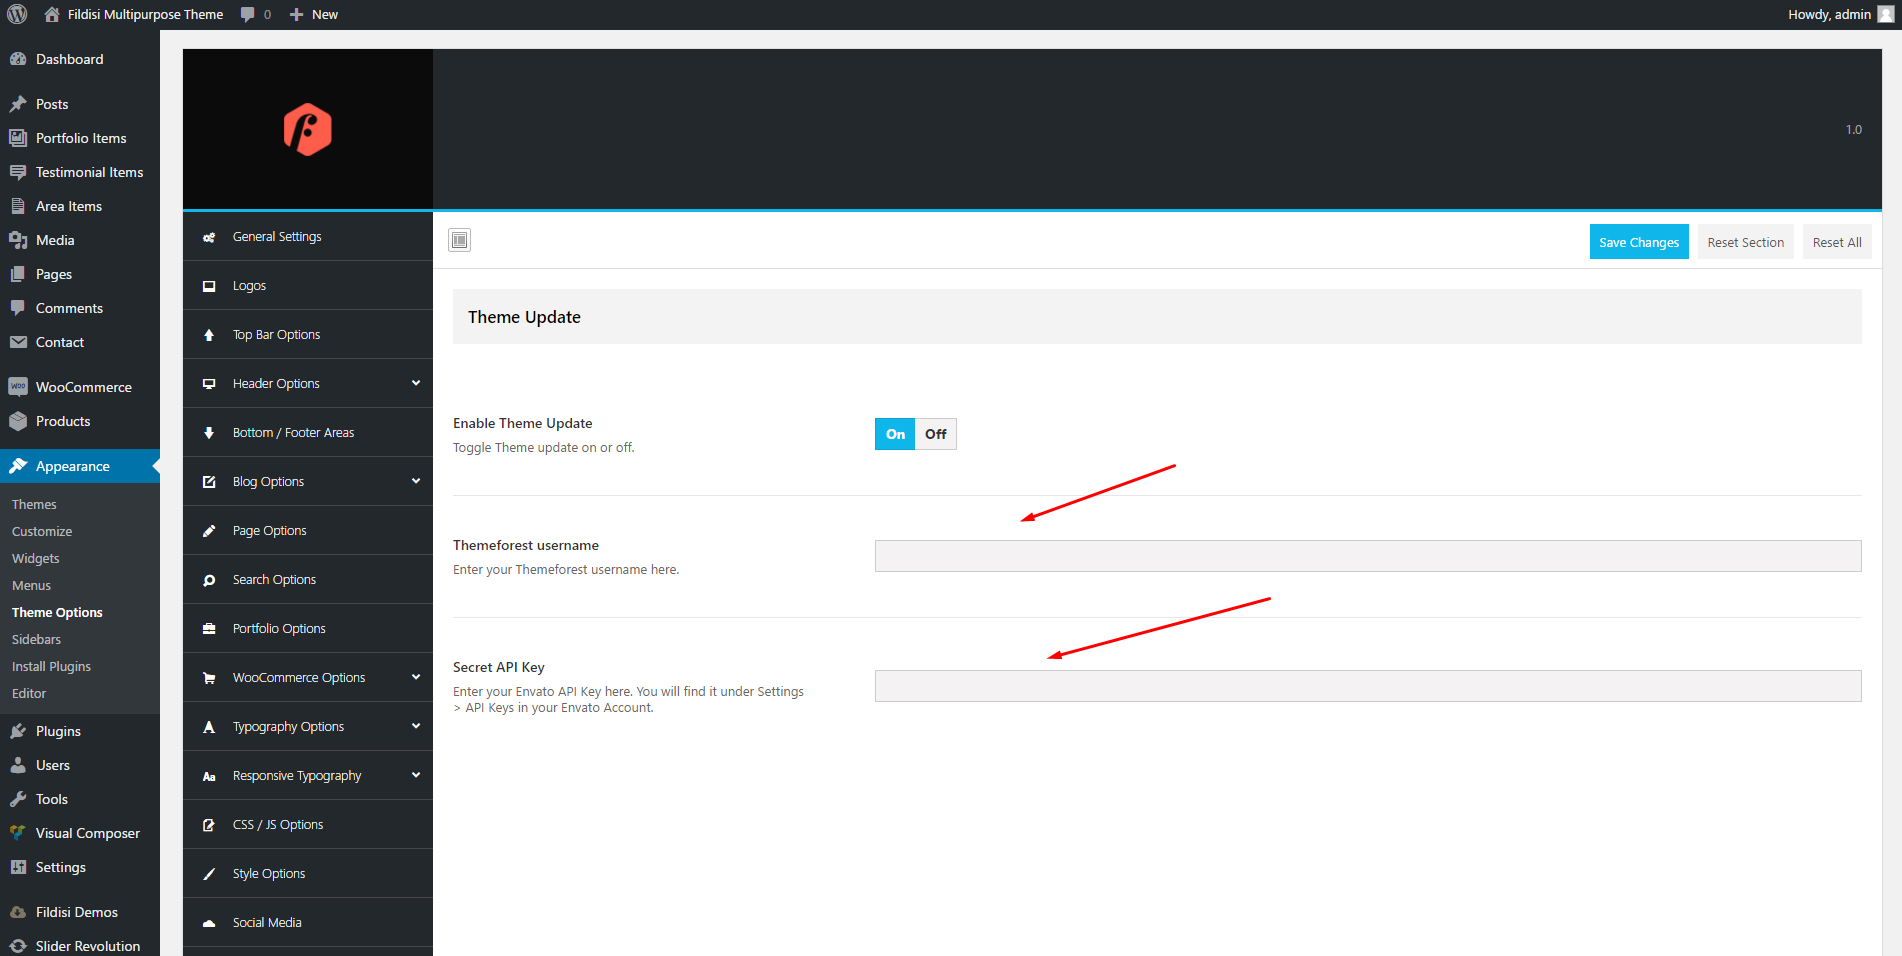 Fildisi Multipurpose Theme 0 New Howdy, admin
Dashboard
Posts
Portfolio Items
Testimonial Items
Area Items
Media
Pages
Comments
Contact
WOO WooCommerce
Products
Appearance
Themes
Customize
Widgets
Menus
Theme Options
Sidebars
Install Plugins
Editor
Plugins
Users
Tools
Visual Composer
Settings
Fildisi Demos
Slider Revolution
1.0
General Settings
Logos
Top Bar Options
Header Options
Bottom / Footer Areas
Blog Options
Page Options
Search Options
Portfolio Options
WooCommerce Options
Typography Options
Aa Responsive Typography
CSS / JS Options
Style Options
Social Media
Save Changes Reset Section Reset All
Theme Update
Enable Theme Update
Toggle Theme update on or off.
On Off
Themeforest username
Enter your Themeforest username here.
Secret API Key
Enter your Envato API Key here. You will find it under Settings
> API Keys in your Envato Account.